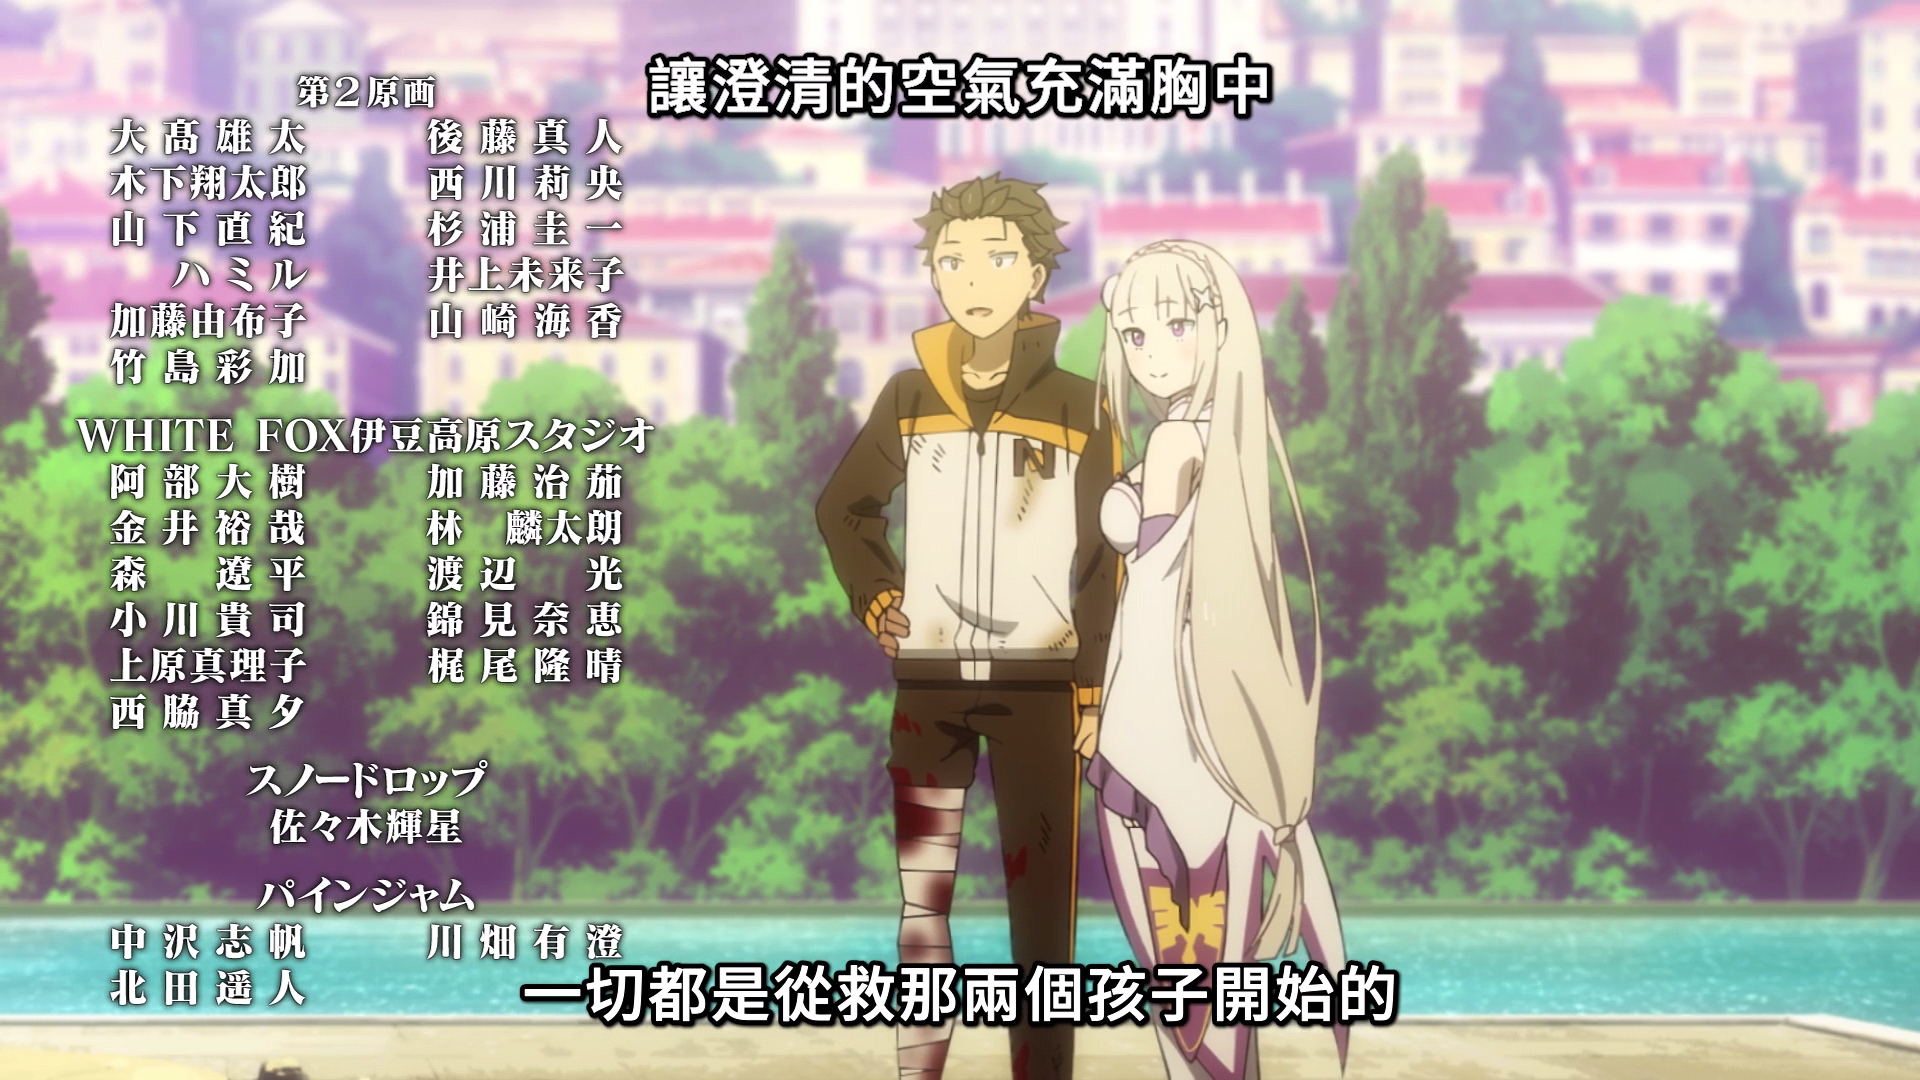 讓澄清的空氣充滿胸中
第2原画
大髙雄太 後藤真人
木下翔太郎 西川莉央
山下直紀 杉浦圭一
ハミル 井上未来子
加藤由布子 山崎海香
竹島彩加
WHITE FOX伊豆高原スタジオ
阿部大樹 加藤治茄
金井裕哉 林 麟太朗
森 遼平 渡辺 光
小川貴司 錦見奈恵
上原真理子 梶尾隆晴
西脇真夕
スノードロップ
佐々木輝星
パインジャム
中沢志帆 川畑有澄
北田遥人
一切都是從救那兩個孩子開始的
N